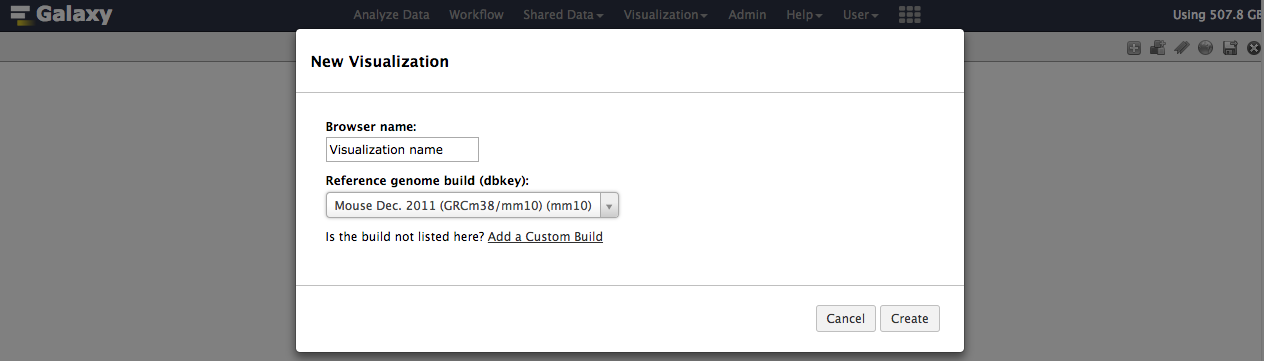 Galaxy Analyze Data Workflow Shared Data Visualization Admin Help User Using 507.8 GB
New Visualization
Browser name:
Visualization name
Reference genome build (dbkey):
Mouse Dec. 2011 (GRCm38/mm10) (mm10)
Is the build not listed here? Add a Custom Build
Cancel Create